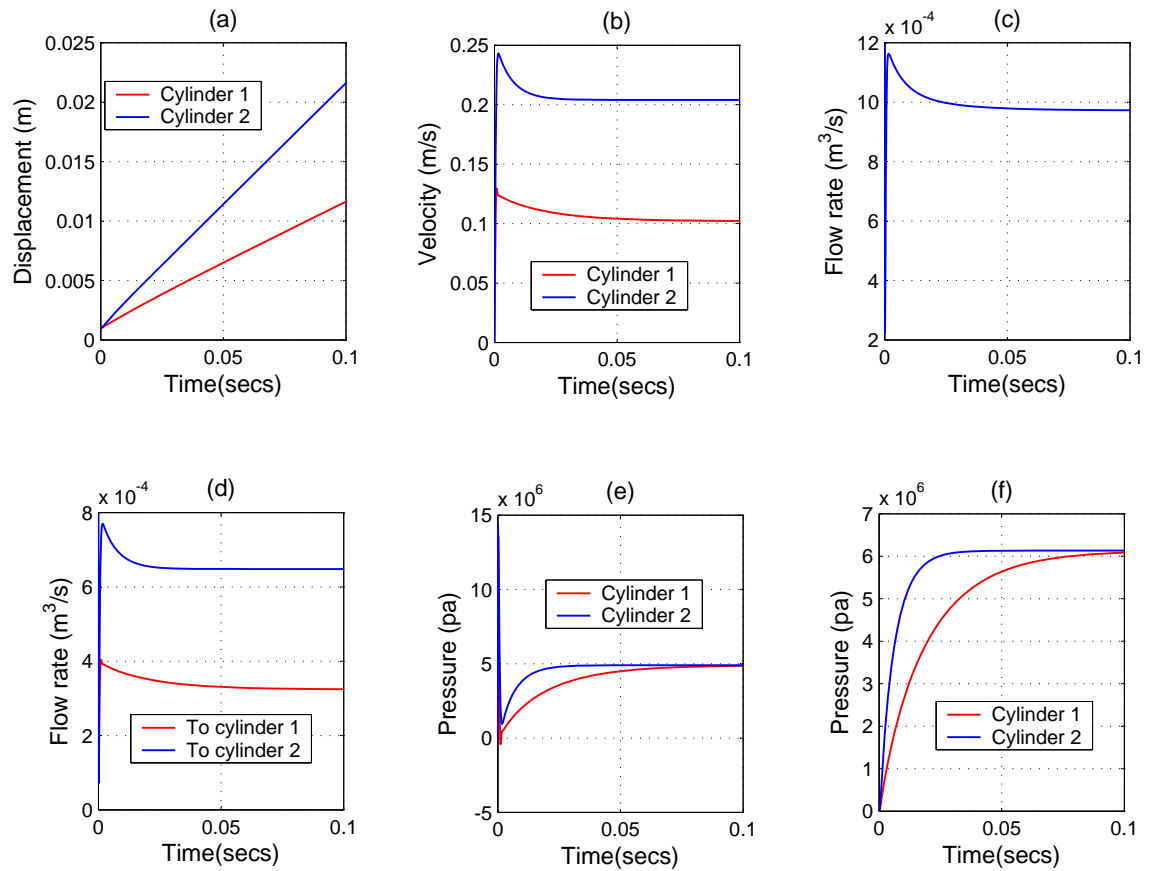 (a)
0.025
0.02
0.015
0.01
0.005
0
0
0.05
0.1
Displacement (m)
Time(secs)
Cylinder 1
Cylinder 2
(b)
0.25
0.2
0.15
0.1
0.05
0
0
0.05
0.1
Velocity (m/s)
Time(secs)
Cylinder 1
Cylinder 2
(c)
x 10⁻⁴
12
10
8
6
4
2
0
0.05
0.1
Flow rate (m³/s)
Time(secs)
(d)
x 10⁻⁴
8
6
4
2
0
0
0.05
0.1
Flow rate (m³/s)
Time(secs)
To cylinder 1
To cylinder 2
(e)
x 10⁶
15
10
5
0
-5
0
0.05
0.1
Pressure (pa)
Time(secs)
Cylinder 1
Cylinder 2
(f)
x 10⁶
7
6
5
4
3
2
1
0
0
0.05
0.1
Pressure (pa)
Time(secs)
Cylinder 1
Cylinder 2